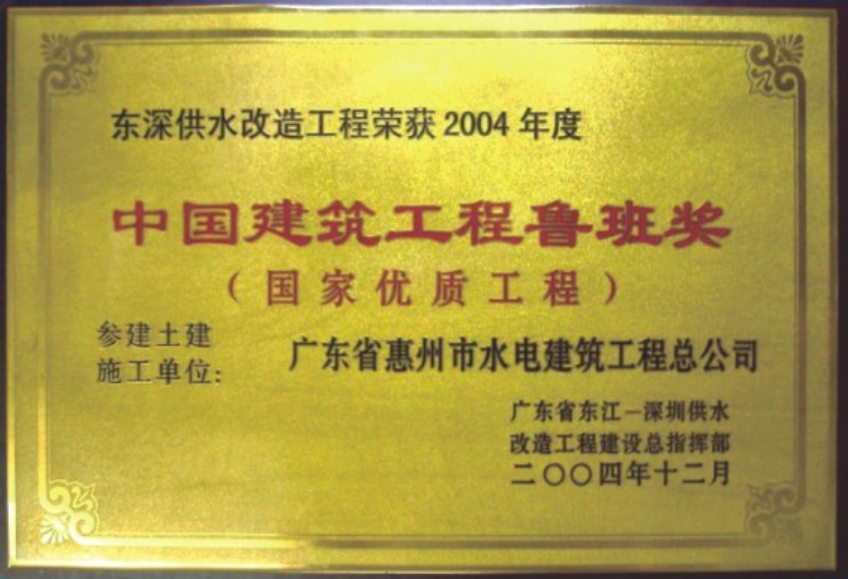 东深供水改造工程荣获2004年度
中国建筑工程鲁班奖
(国家优质工程)
参建土建
施工单位:
广东省惠州市水电建筑工程总公司
广东省东江—深圳供水
改造工程建设总指挥部
二〇〇四年十二月